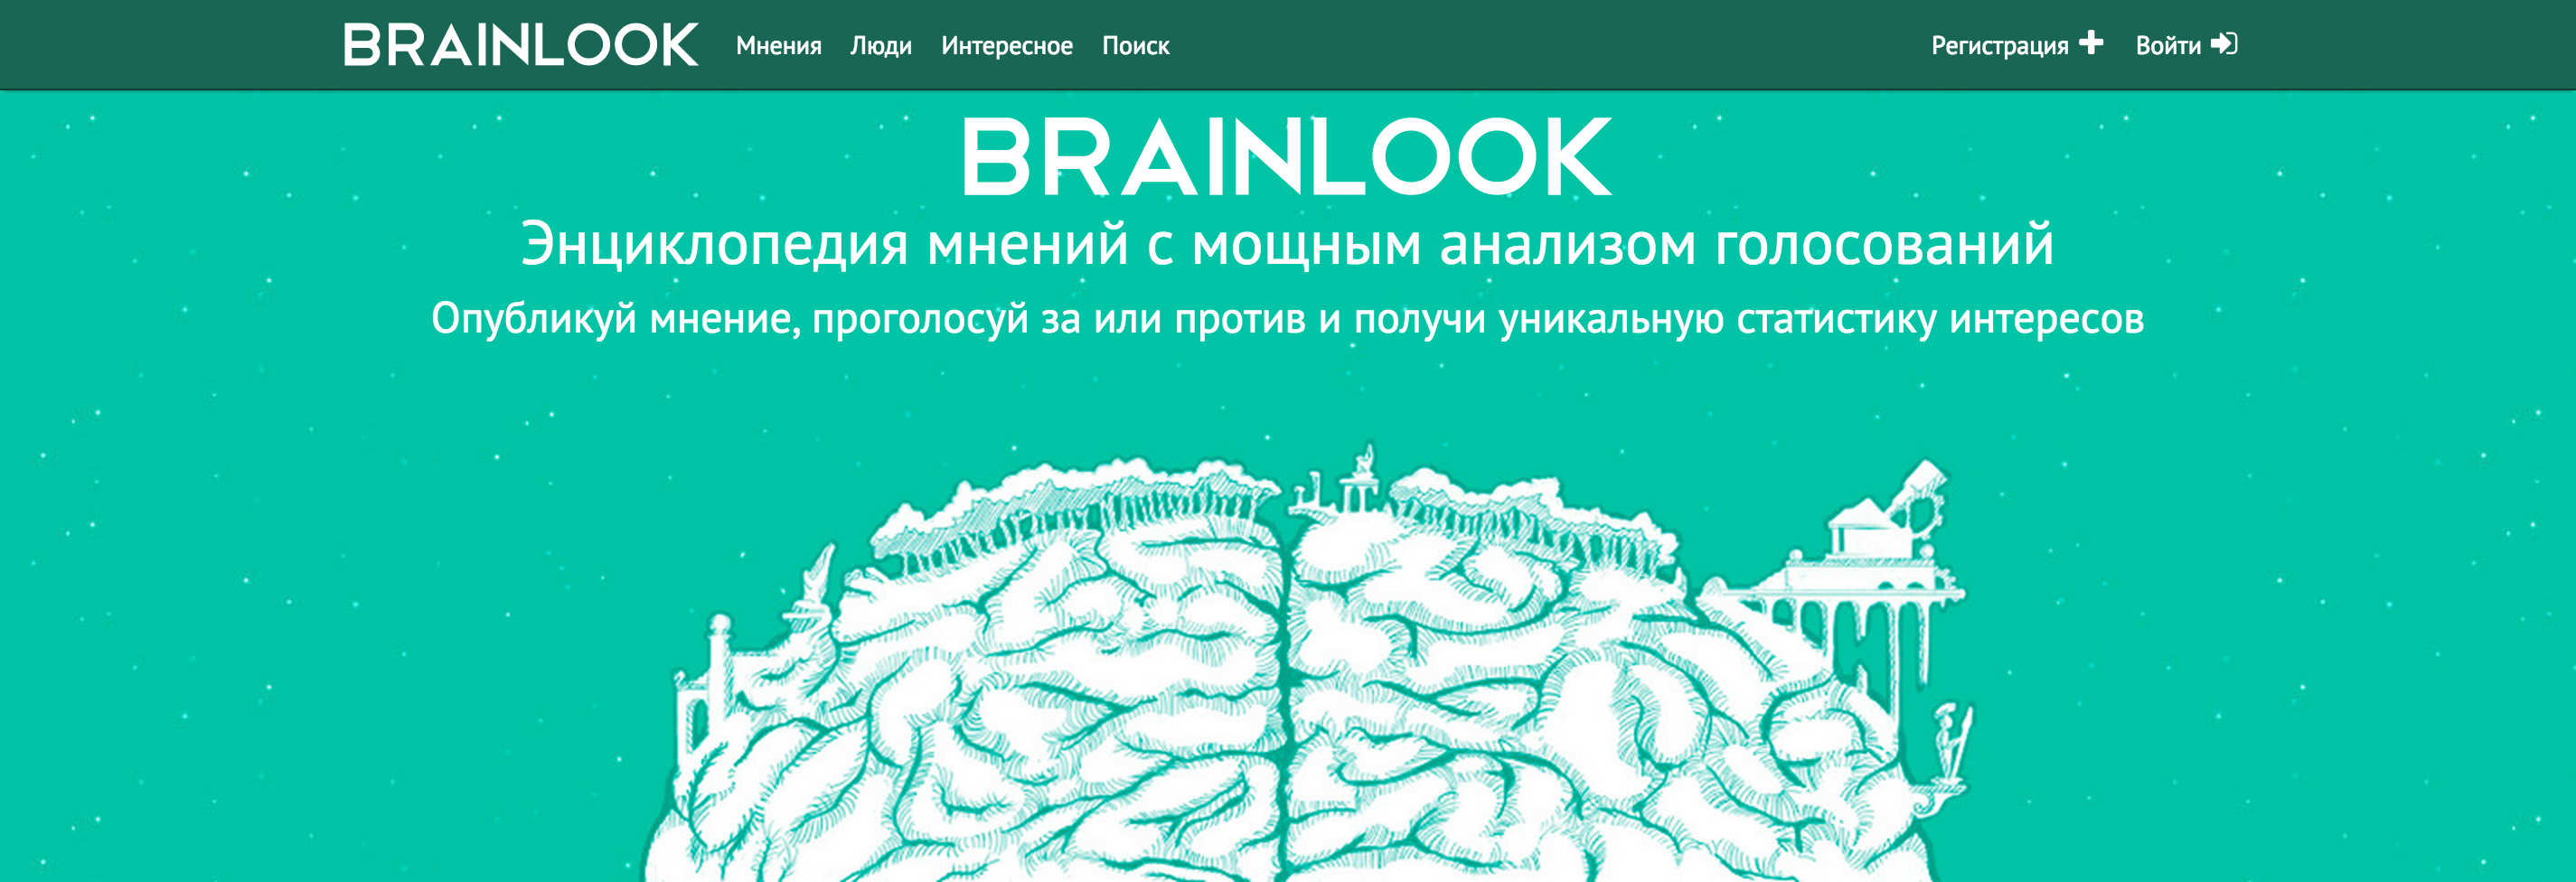 BRAINLOOK Мнения Люди Интересное Поиск Регистрация Войти
BRAINLOOK
Энциклопедия мнений с мощным анализом голосований
Опубликуй мнение, проголосуй за или против и получи уникальную статистику интересов